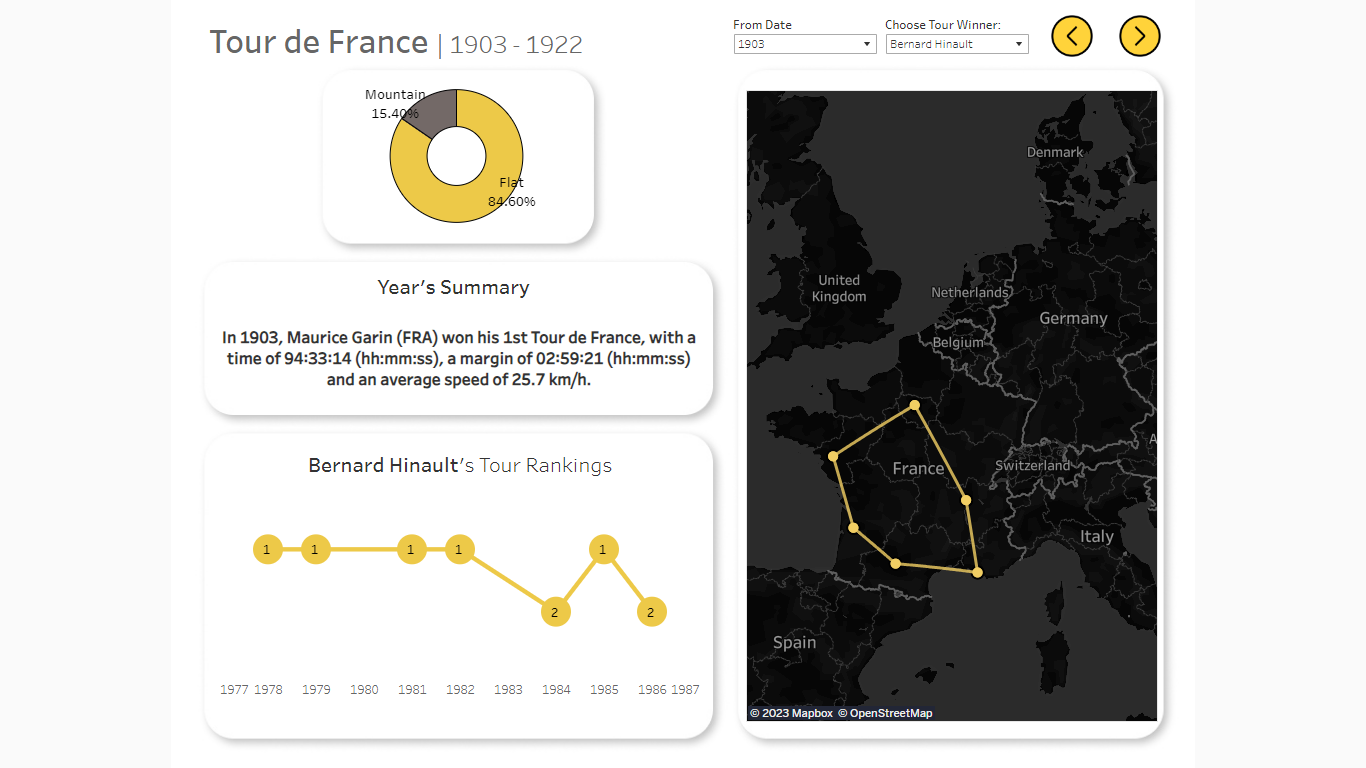 Tour de France | 1903 - 1922
From Date
1903
Choose Tour Winner:
Bernard Hinault
Mountain
15.40%
Flat
84.60%
Year's Summary
In 1903, Maurice Garin (FRA) won his 1st Tour de France, with a
time of 94:33:14 (hh:mm:ss), a margin of 02:59:21 (hh:mm:ss)
and an average speed of 25.7 km/h.
Bernard Hinault's Tour Rankings
1 1 1 1 2 1 2
1977 1978 1979 1980 1981 1982 1983 1984 1985 1986 1987
Denmark
United
Kingdom
Netherlands
Germany
Belgium
France
Switzerland
A
Italy
Spain
© 2023 Mapbox © OpenStreetMap